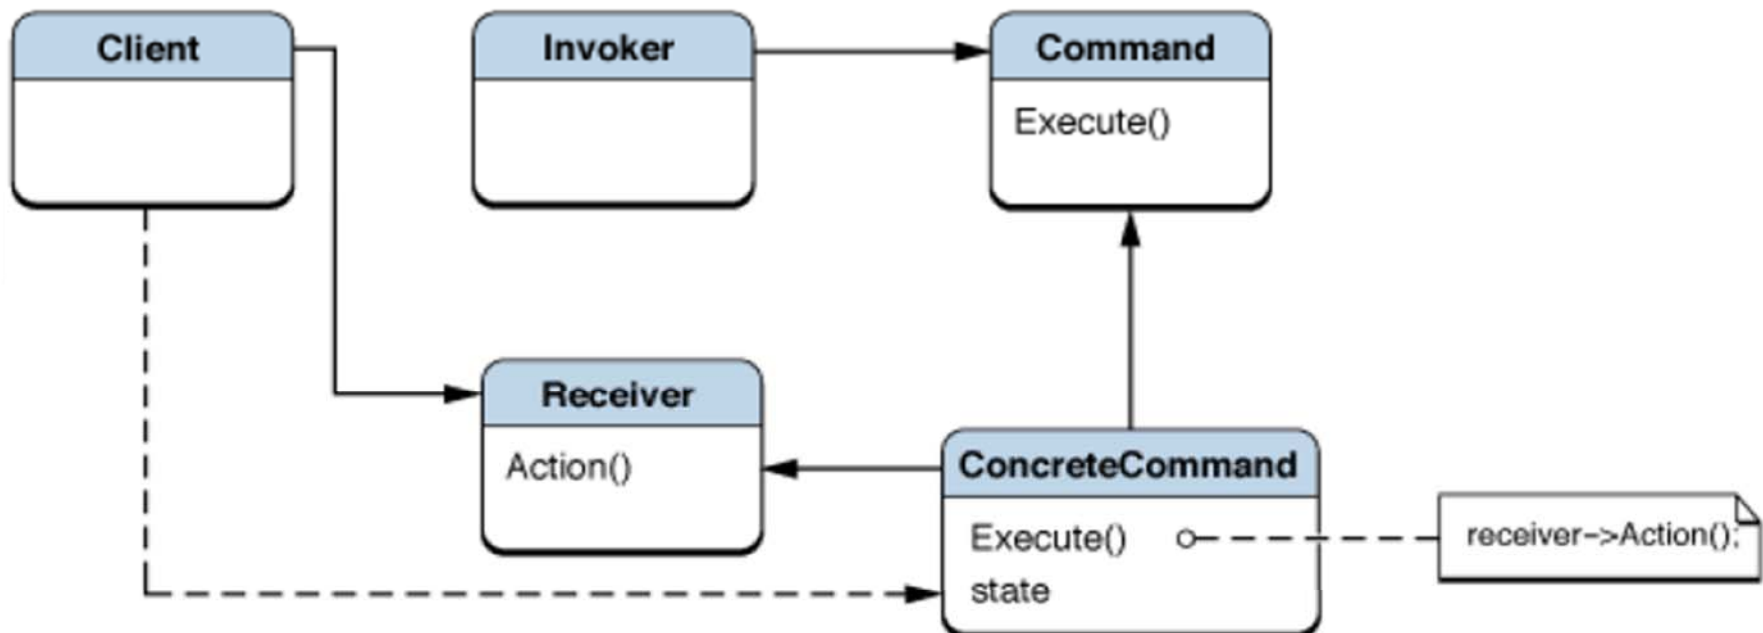 Client
Invoker
Command
Execute()
Receiver
Action()
ConcreteCommand
Execute()
state
receiver->Action();